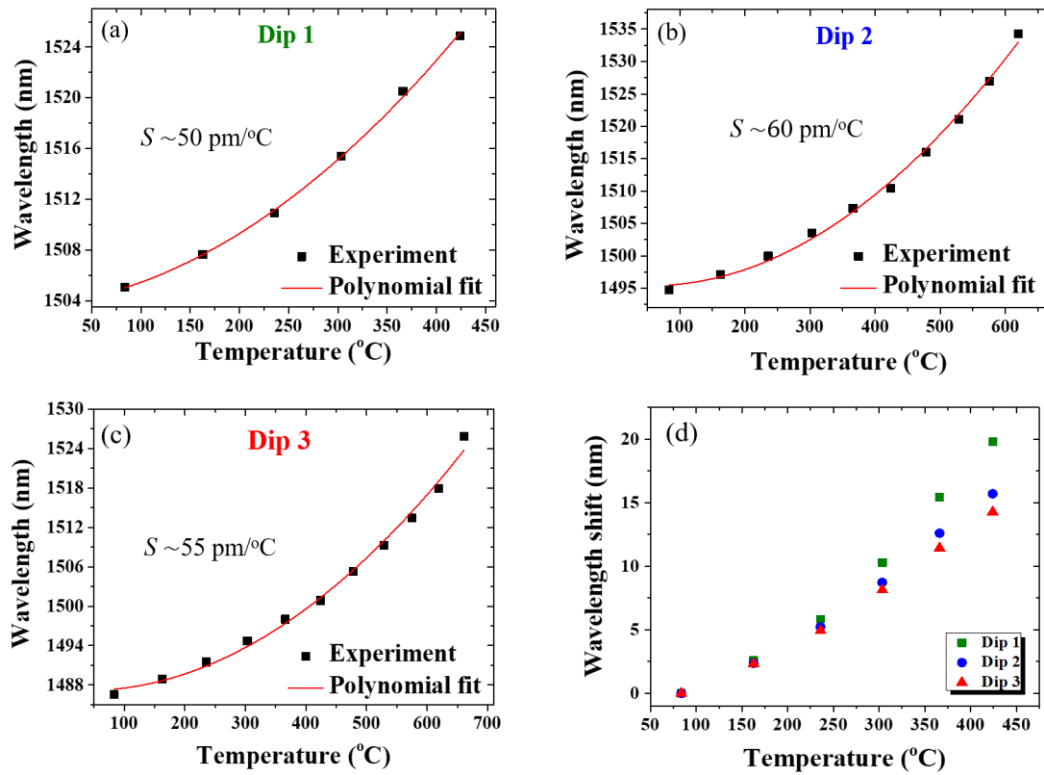 (a)
Dip 1
S ~50 pm/°C
Experiment
Polynomial fit
1524
1520
1516
1512
1508
1504
50 100 150 200 250 300 350 400 450
Wavelength (nm)
Temperature (°C)
(b)
Dip 2
S ~60 pm/°C
Experiment
Polynomial fit
1535
1530
1525
1520
1515
1510
1505
1500
1495
100 200 300 400 500 600
Wavelength (nm)
Temperature (°C)
(c)
Dip 3
S ~55 pm/°C
Experiment
Polynomial fit
1530
1524
1518
1512
1506
1500
1494
1488
100 200 300 400 500 600 700
Wavelength (nm)
Temperature (°C)
(d)
20
15
10
5
0
Dip 1
Dip 2
Dip 3
50 100 150 200 250 300 350 400 450
Wavelength shift (nm)
Temperature (°C)